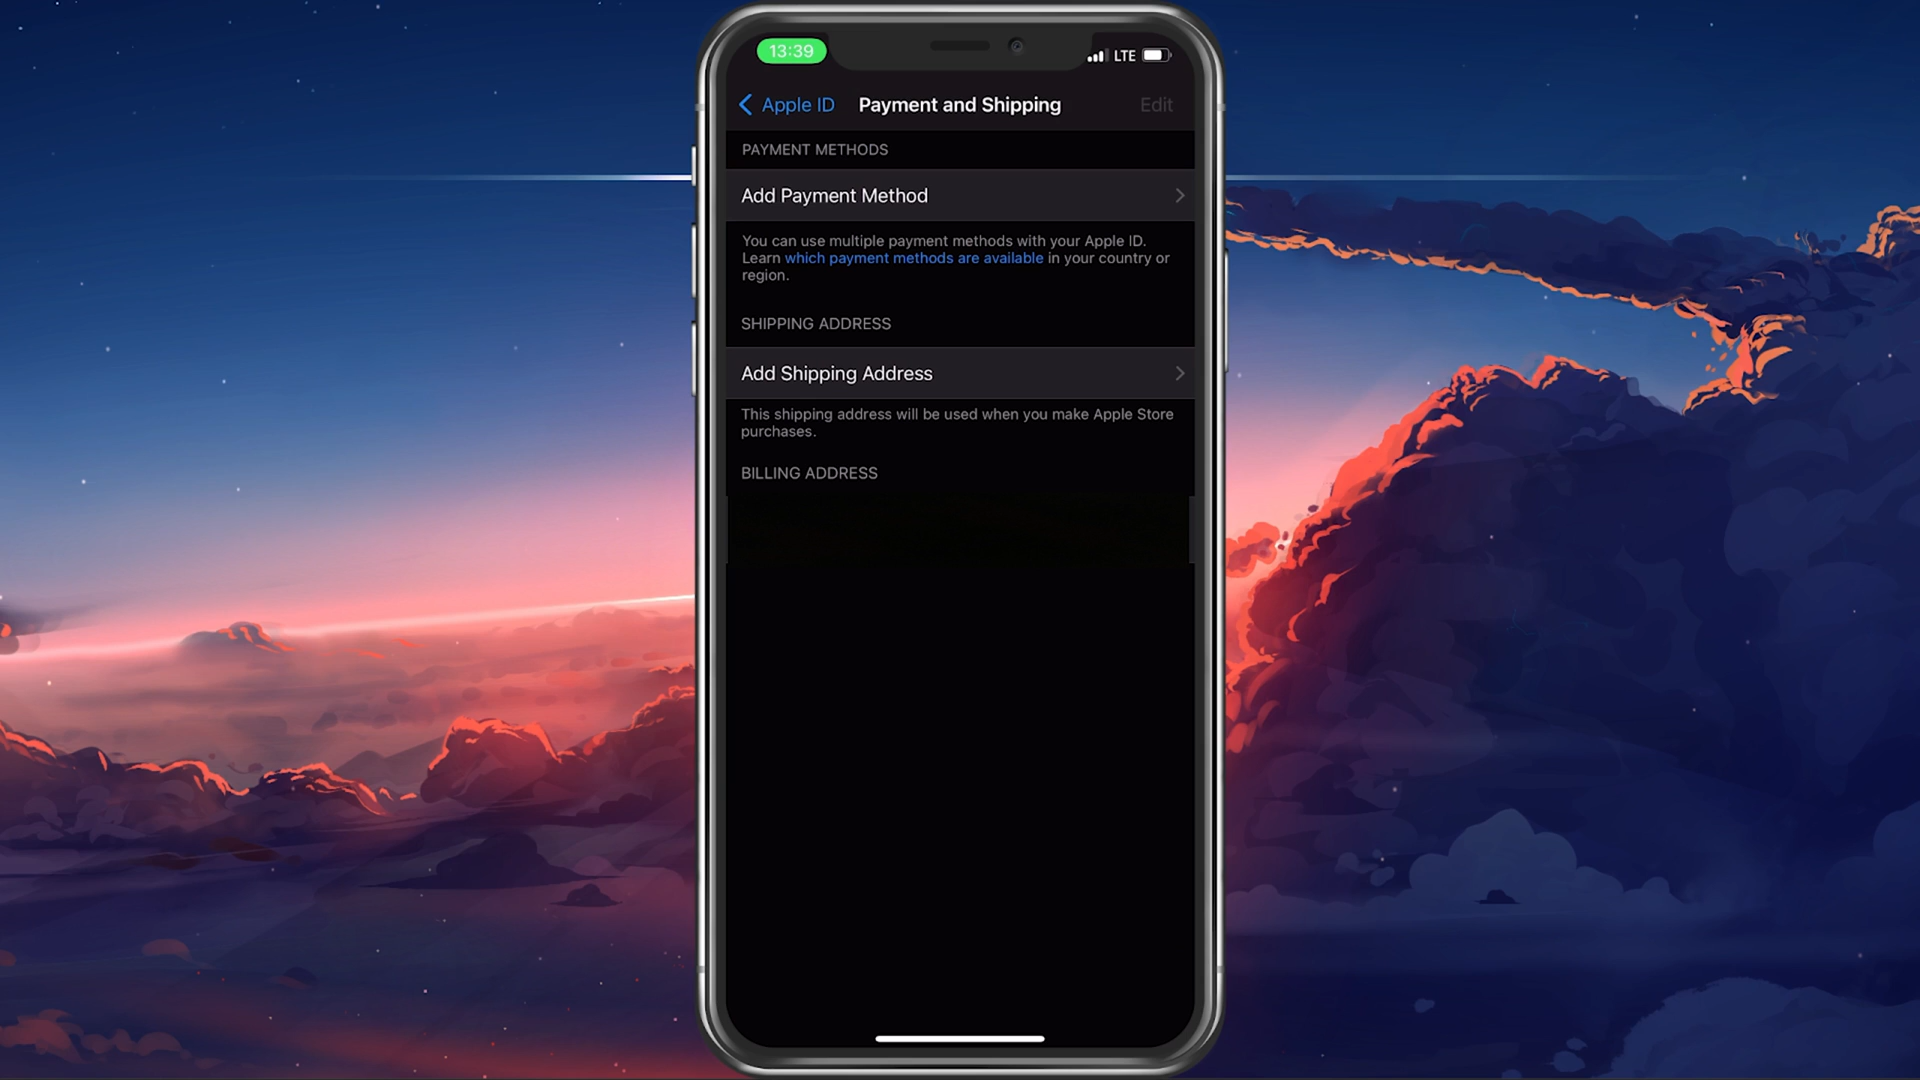 13:39
LTE
Apple ID
Payment and Shipping
Edit
PAYMENT METHODS
Add Payment Method
You can use multiple payment methods with your Apple ID.
Learn which payment methods are available in your country or
region.
SHIPPING ADDRESS
Add Shipping Address
This shipping address will be used when you make Apple Store
purchases.
BILLING ADDRESS